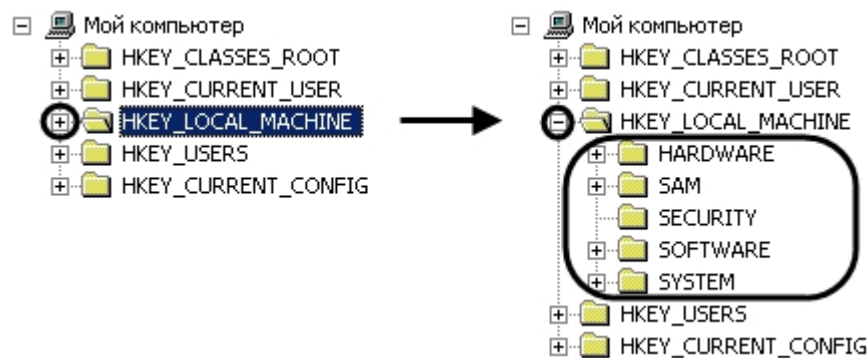 Мой компьютер
HKEY_CLASSES_ROOT
HKEY_CURRENT_USER
HKEY_LOCAL_MACHINE
HKEY_USERS
HKEY_CURRENT_CONFIG
Мой компьютер
HKEY_CLASSES_ROOT
HKEY_CURRENT_USER
HKEY_LOCAL_MACHINE
HARDWARE
SAM
SECURITY
SOFTWARE
SYSTEM
HKEY_USERS
HKEY_CURRENT_CONFIG